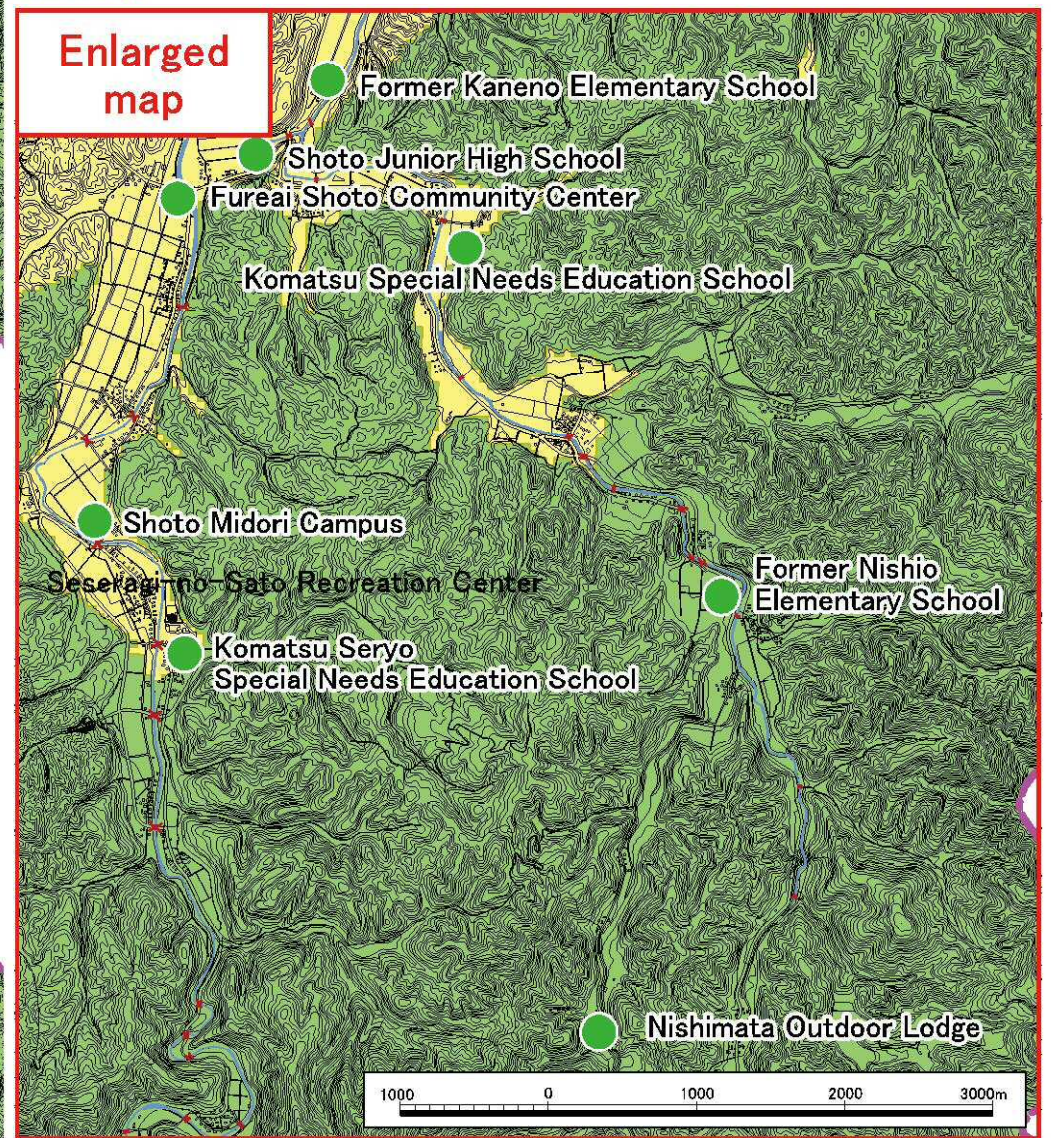 Enlarged
map
Former Kaneno Elementary School
Shoto Junior High School
Fureai Shoto Community Center
Komatsu Special Needs Education School
Shoto Midori Campus
Seseragi-no-Sato Recreation Center
Former Nishio
Elementary School
Komatsu Seryo
Special Needs Education School
Nishimata Outdoor Lodge
1000 0 1000 2000 3000m